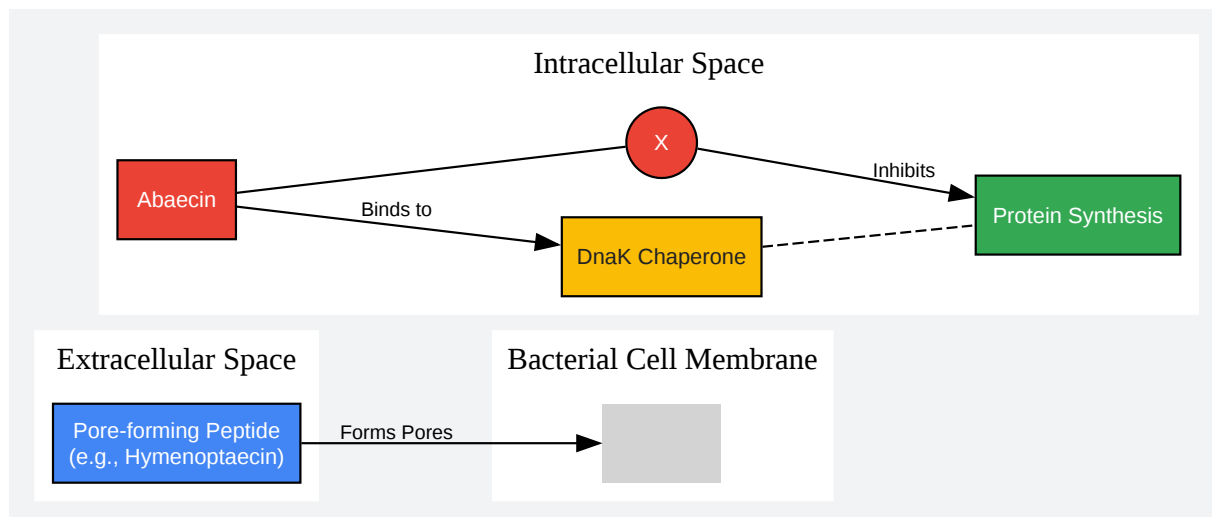 Intracellular Space
X
Inhibits
Abaecin
Binds to
Protein Synthesis
DnaK Chaperone
Extracellular Space
Bacterial Cell Membrane
Pore-forming Peptide
(e.g., Hymenoptaecin)
Forms Pores